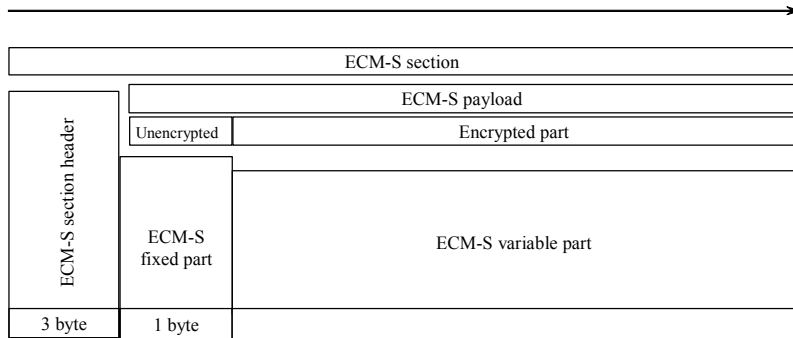 ECM-S section
ECM-S payload
Unencrypted
Encrypted part
ECM-S section header
ECM-S
fixed part
ECM-S variable part
3 byte
1 byte